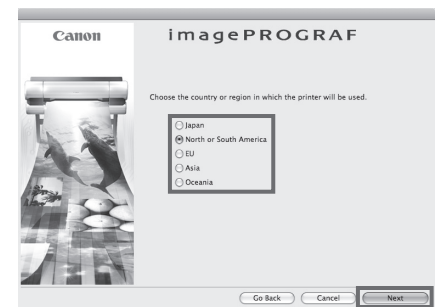 Canon
imagePROGRAF
Choose the country or region in which the printer will be used.
Japan
North or South America
EU
Asia
Oceania
Go Back
Cancel
Next